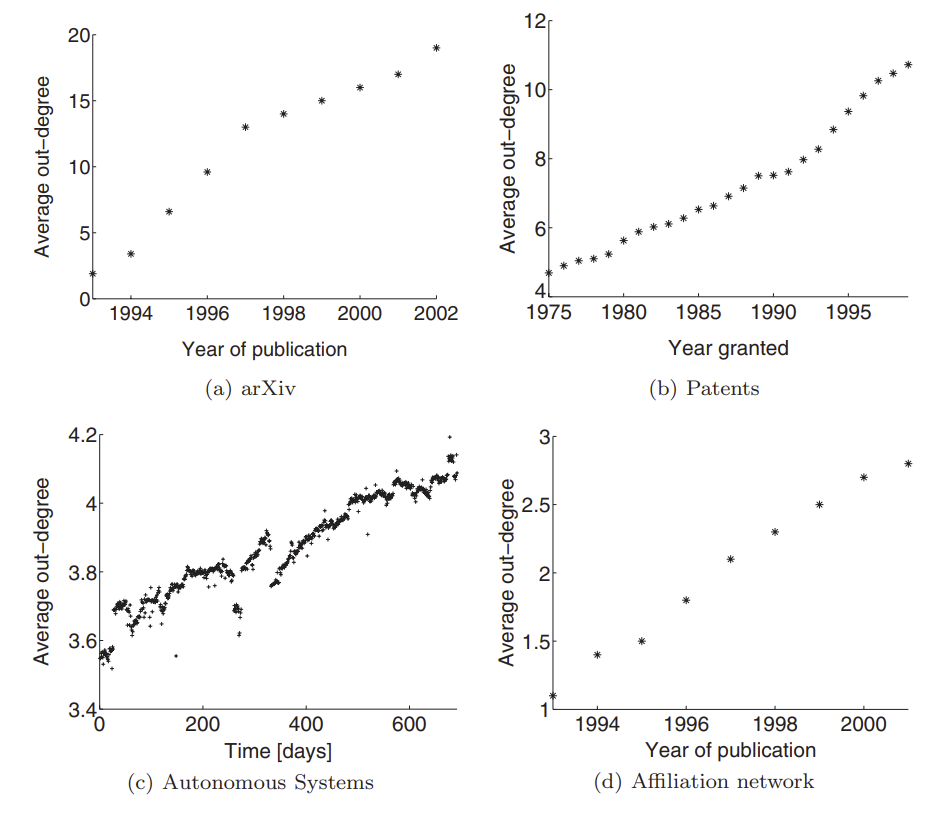 20
15
10
5
0
Average out−degree
1994 1996 1998 2000 2002
Year of publication
(a) arXiv
12
10
8
6
4
Average out−degree
1975 1980 1985 1990 1995
Year granted
(b) Patents
4.2
4
3.8
3.6
3.4
Average out−degree
0 200 400 600
Time [days]
(c) Autonomous Systems
3
2.5
2
1.5
1
Average out−degree
1994 1996 1998 2000
Year of publication
(d) Affiliation network